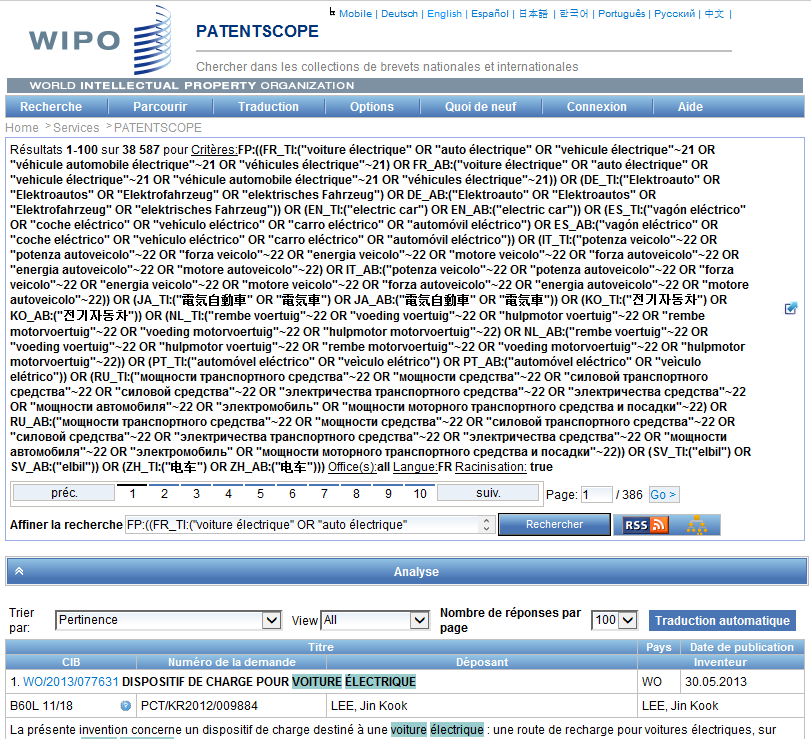 Mobile | Deutsch | English | Español | 日本語 | 한국어 | Português | Русский | 中文 |
WIPO
PATENTSCOPE
Chercher dans les collections de brevets nationales et internationales
WORLD INTELLECTUAL PROPERTY ORGANIZATION
Recherche Parcourir Traduction Options Quoi de neuf Connexion Aide
Home > Services > PATENTSCOPE
Résultats 1-100 sur 38 587 pour Critères:FP:((FR_TI:("voiture électrique" OR "auto électrique" OR "vehicule électrique"~21 OR
"véhicule automobile électrique"~21 OR "véhicules électrique"~21) OR FR_AB:("voiture électrique" OR "auto électrique" OR
"vehicule électrique"~21 OR "véhicule automobile électrique"~21 OR "véhicules électrique"~21)) OR (DE_TI:("Elektroauto" OR
"Elektroautos" OR "Elektrofahrzeug" OR "elektrisches Fahrzeug") OR DE_AB:("Elektroauto" OR "Elektroautos" OR
"Elektrofahrzeug" OR "elektrisches Fahrzeug")) OR (EN_TI:("electric car") OR EN_AB:("electric car")) OR (ES_TI:("vagón eléctrico"
OR "coche eléctrico" OR "vehículo eléctrico" OR "carro eléctrico" OR "automóvil eléctrico") OR ES_AB:("vagón eléctrico" OR
"coche eléctrico" OR "vehículo eléctrico" OR "carro eléctrico" OR "automóvil eléctrico")) OR (IT_TI:("potenza veicolo"~22 OR
"potenza autoveicolo"~22 OR "forza veicolo"~22 OR "energia veicolo"~22 OR "motore veicolo"~22 OR "forza autoveicolo"~22 OR
"energia autoveicolo"~22 OR "motore autoveicolo"~22) OR IT_AB:("potenza veicolo"~22 OR "potenza autoveicolo"~22 OR "forza
veicolo"~22 OR "energia veicolo"~22 OR "motore veicolo"~22 OR "forza autoveicolo"~22 OR "energia autoveicolo"~22 OR "motore
autoveicolo"~22)) OR (JA_TI:("電気自動車" OR "電気車") OR JA_AB:("電気自動車" OR "電気車")) OR (KO_TI:("전기자동차") OR
KO_AB:("전기자동차")) OR (NL_TI:("rembe voertuig"~22 OR "voeding voertuig"~22 OR "hulpmotor voertuig"~22 OR "rembe
motorvoertuig"~22 OR "voeding motorvoertuig"~22 OR "hulpmotor motorvoertuig"~22) OR NL_AB:("rembe voertuig"~22 OR
"voeding voertuig"~22 OR "hulpmotor voertuig"~22 OR "rembe motorvoertuig"~22 OR "voeding motorvoertuig"~22 OR "hulpmotor
motorvoertuig"~22)) OR (PT_TI:("automóvel eléctrico" OR "veìculo elétrico") OR PT_AB:("automóvel eléctrico" OR "veìculo
elétrico")) OR (RU_TI:("мощности транспортного средства"~22 OR "мощности средства"~22 OR "силовой транспортного
средства"~22 OR "силовой средства"~22 OR "электричества транспортного средства"~22 OR "электричества средства"~22
OR "мощности автомобиля"~22 OR "электромобиль" OR "мощности моторного транспортного средства и посадки"~22) OR
RU_AB:("мощности транспортного средства"~22 OR "мощности средства"~22 OR "силовой транспортного средства"~22 OR
"силовой средства"~22 OR "электричества транспортного средства"~22 OR "электричества средства"~22 OR "мощности
автомобиля"~22 OR "электромобиль" OR "мощности моторного транспортного средства и посадки"~22)) OR (SV_TI:("elbil") OR
SV_AB:("elbil")) OR (ZH_TI:("电车") OR ZH_AB:("电车"))) Office(s):all Langue:FR Racinisation: true
préc. 1 2 3 4 5 6 7 8 9 10 suiv. Page: 1 / 386 Go >
Affiner la recherche FP:((FR_TI:("voiture électrique" OR "auto électrique" Rechercher RSS
Analyse
Trier par: Pertinence View All Nombre de réponses par page 100 Traduction automatique
Titre Pays Date de publication
CIB Numéro de la demande Déposant Inventeur
1. WO/2013/077631 DISPOSITIF DE CHARGE POUR VOITURE ÉLECTRIQUE WO 30.05.2013
B60L 11/18 PCT/KR2012/009884 LEE, Jin Kook LEE, Jin Kook
La présente invention concerne un dispositif de charge destiné à une voiture électrique : une route de recharge pour voitures électriques, sur